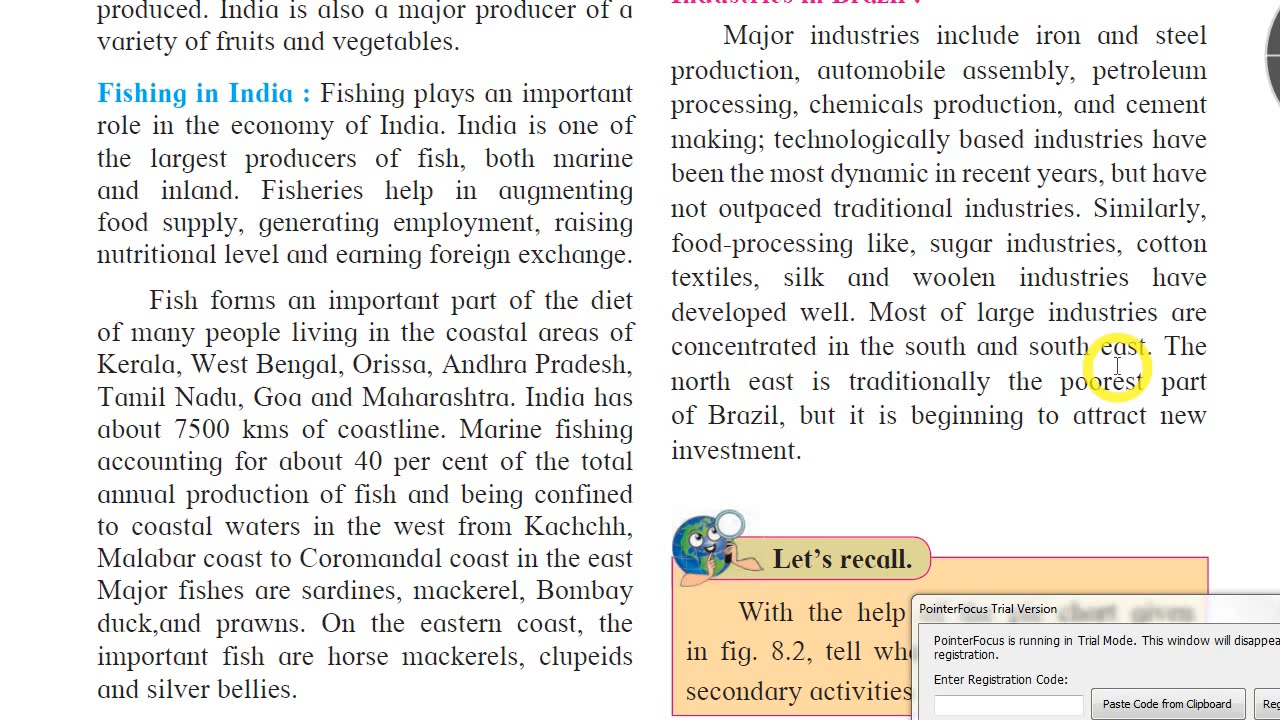 produced. India is also a major producer of a
variety of fruits and vegetables.
Fishing in India : Fishing plays an important
role in the economy of India. India is one of
the largest producers of fish, both marine
and inland. Fisheries help in augmenting
food supply, generating employment, raising
nutritional level and earning foreign exchange.
Fish forms an important part of the diet
of many people living in the coastal areas of
Kerala, West Bengal, Orissa, Andhra Pradesh,
Tamil Nadu, Goa and Maharashtra. India has
about 7500 kms of coastline. Marine fishing
accounting for about 40 per cent of the total
annual production of fish and being confined
to coastal waters in the west from Kachchh,
Malabar coast to Coromandal coast in the east
Major fishes are sardines, mackerel, Bombay
duck,and prawns. On the eastern coast, the
important fish are horse mackerels, clupeids
and silver bellies.
Industries in Brazil :
Major industries include iron and steel
production, automobile assembly, petroleum
processing, chemicals production, and cement
making; technologically based industries have
been the most dynamic in recent years, but have
not outpaced traditional industries. Similarly,
food-processing like, sugar industries, cotton
textiles, silk and woolen industries have
developed well. Most of large industries are
concentrated in the south and south east. The
north east is traditionally the poorest part
of Brazil, but it is beginning to attract new
investment.
Let's recall.
With the help of the pie chart given
in fig. 8.2, tell
secondary activities
PointerFocus Trial Version
PointerFocus is running in Trial Mode. This window will
registration.
Enter Registration Code:
Paste Code from Clipboard